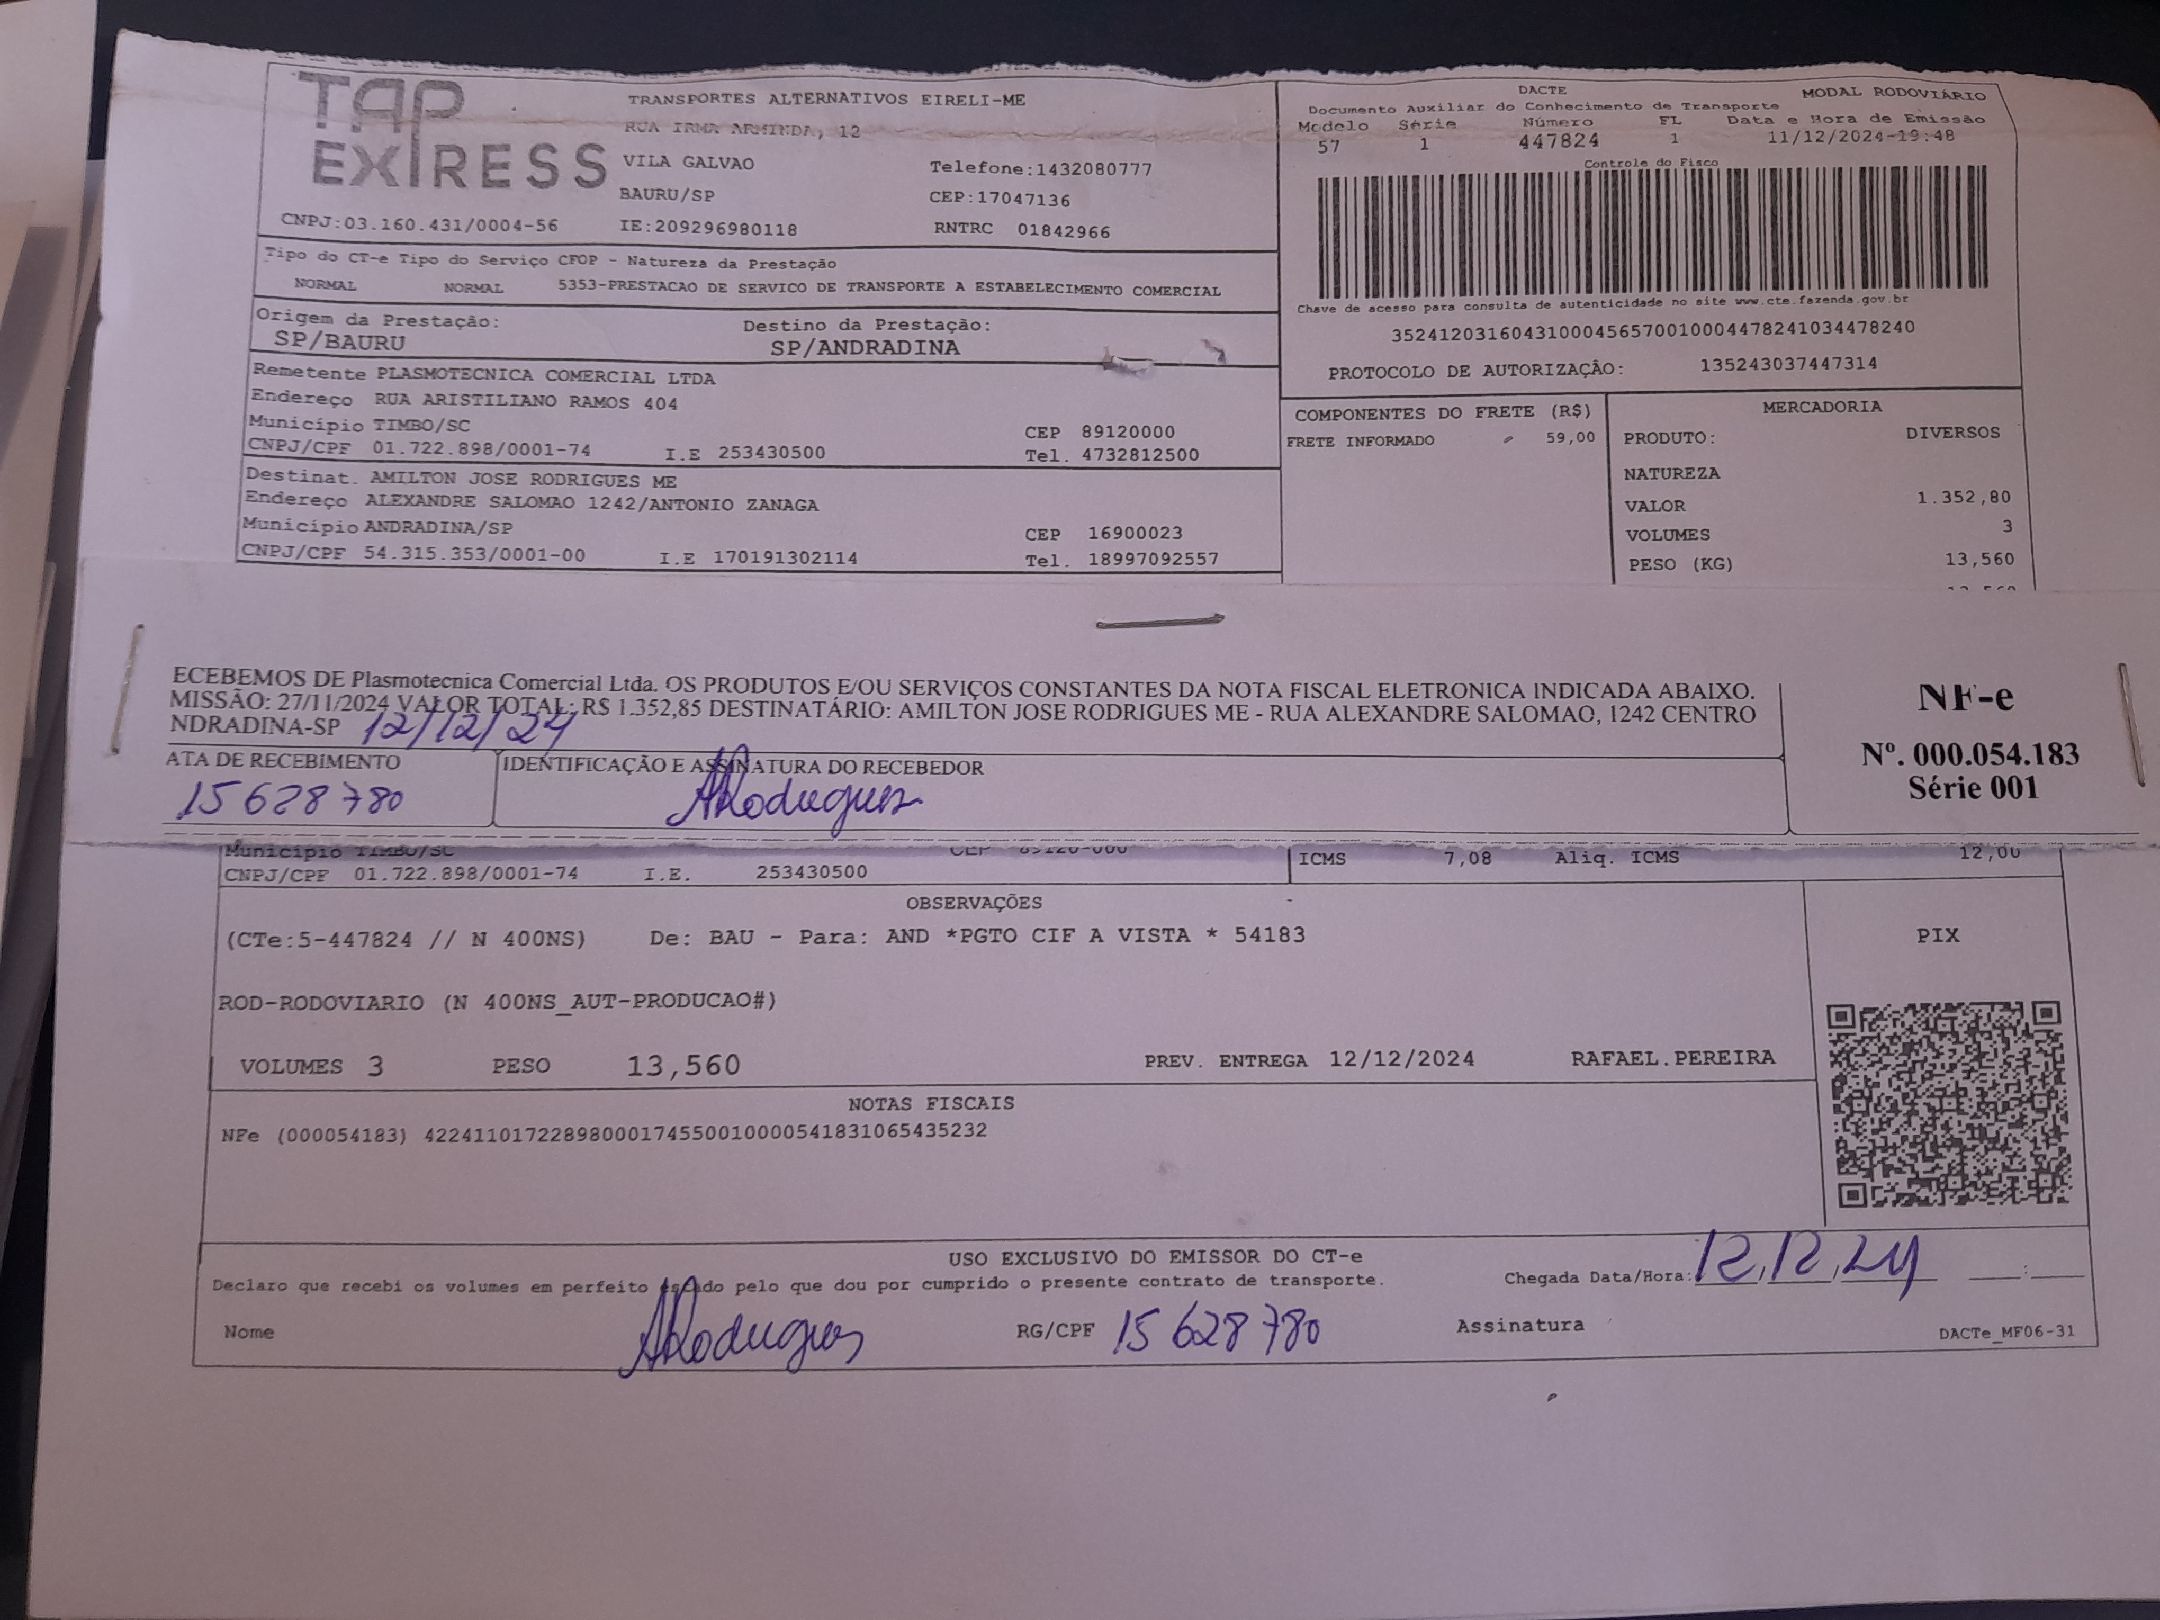 TAP EXPRESS
TRANSPORTES ALTERNATIVOS EIRELI-ME
RUA IRMA ARMINDA, 12
VILA GALVAO Telefone:1432080777
BAURU/SP CEP:17047136
CNPJ:03.160.431/0004-56 IE:209296980118 RNTRC 01842966
DACTE MODAL RODOVIÁRIO
Documento Auxiliar do Conhecimento de Transporte
Modelo Série Número FL Data e Hora de Emissão
57 1 447824 1 11/12/2024-19:48
Controle do Fisco
Chave de acesso para consulta de autenticidade no site www.cte.fazenda.gov.br
35241203160431000456570010004478241034478240
PROTOCOLO DE AUTORIZAÇÃO: 135243037447314
Tipo do CT-e Tipo do Serviço CFOP - Natureza da Prestação
NORMAL NORMAL 5353-PRESTACAO DE SERVICO DE TRANSPORTE A ESTABELECIMENTO COMERCIAL
Origem da Prestação: Destino da Prestação:
SP/BAURU SP/ANDRADINA
Remetente PLASMOTECNICA COMERCIAL LTDA
Endereço RUA ARISTILIANO RAMOS 404
Município TIMBO/SC CEP 89120000
CNPJ/CPF 01.722.898/0001-74 I.E 253430500 Tel. 4732812500
Destinat. AMILTON JOSE RODRIGUES ME
Endereço ALEXANDRE SALOMAO 1242/ANTONIO ZANAGA
Município ANDRADINA/SP CEP 16900023
CNPJ/CPF 54.315.353/0001-00 I.E 170191302114 Tel. 18997092557
COMPONENTES DO FRETE (R$)
FRETE INFORMADO 59,00
MERCADORIA
PRODUTO: DIVERSOS
NATUREZA
VALOR 1.352,80
VOLUMES 3
PESO (KG) 13,560
ECEBEMOS DE Plasmotecnica Comercial Ltda. OS PRODUTOS E/OU SERVIÇOS CONSTANTES DA NOTA FISCAL ELETRONICA INDICADA ABAIXO.
MISSÃO: 27/11/2024 VALOR TOTAL: R$ 1.352,85 DESTINATÁRIO: AMILTON JOSE RODRIGUES ME - RUA ALEXANDRE SALOMAO, 1242 CENTRO
NDRADINA-SP 12/12/24
ATA DE RECEBIMENTO IDENTIFICAÇÃO E ASSINATURA DO RECEBEDOR
15 628 780 ARodrigues
NF-e
Nº. 000.054.183
Série 001
Município TIMBO/SC CEP 89120-000
CNPJ/CPF 01.722.898/0001-74 I.E. 253430500
ICMS 7,08 Aliq. ICMS 12,00
OBSERVAÇÕES
(CTe:5-447824 // N 400NS) De: BAU - Para: AND *PGTO CIF A VISTA * 54183
ROD-RODOVIARIO (N 400NS_AUT-PRODUCAO#)
VOLUMES 3 PESO 13,560 PREV. ENTREGA 12/12/2024 RAFAEL.PEREIRA
PIX
NOTAS FISCAIS
NFe (000054183) 42241101722898000174550010000541831065435232
USO EXCLUSIVO DO EMISSOR DO CT-e
Declaro que recebi os volumes em perfeito estado pelo que dou por cumprido o presente contrato de transporte.
Chegada Data/Hora: 12,12,24 :
Nome ARodrigues RG/CPF 15 628 780 Assinatura
DACTe_MF06-31